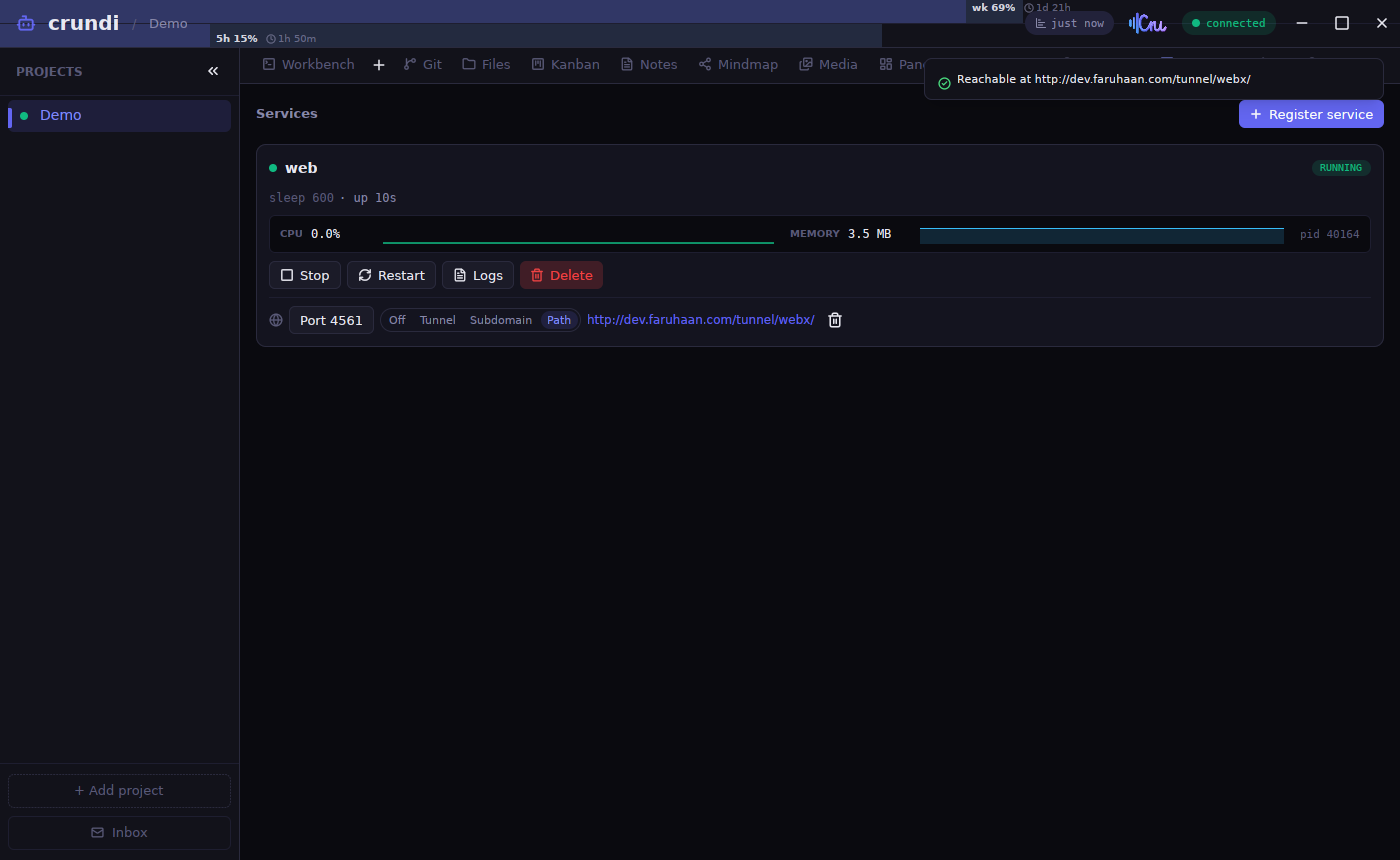 wk 69% 1d 21h
crundi / Demo
just now
Cru
connected
5h 15% 1h 50m
PROJECTS
Workbench
Git
Files
Kanban
Notes
Mindmap
Media
Reachable at http://dev.faruhaan.com/tunnel/webx/
Demo
Services
+ Register service
web
RUNNING
sleep 600 · up 10s
CPU 0.0%
MEMORY 3.5 MB
pid 40164
Stop
Restart
Logs
Delete
Port 4561
Off Tunnel Subdomain Path http://dev.faruhaan.com/tunnel/webx/
+ Add project
Inbox